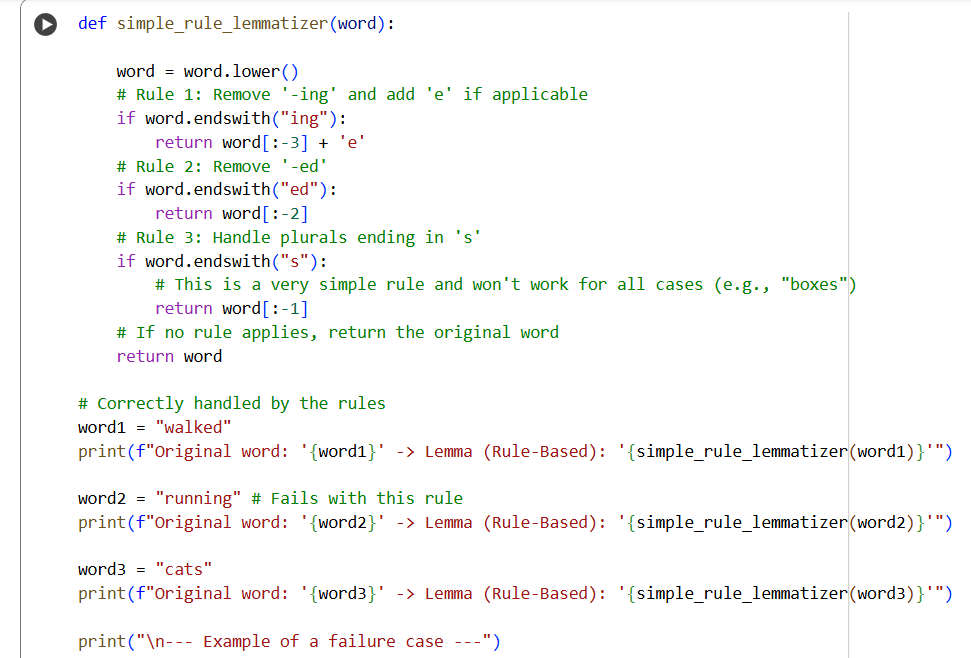 def simple_rule_lemmatizer(word):
    word = word.lower()
    # Rule 1: Remove '-ing' and add 'e' if applicable
    if word.endswith("ing"):
        return word[:-3] + 'e'
    # Rule 2: Remove '-ed'
    if word.endswith("ed"):
        return word[:-2]
    # Rule 3: Handle plurals ending in 's'
    if word.endswith("s"):
        # This is a very simple rule and won't work for all cases (e.g., "boxes")
        return word[:-1]
    # If no rule applies, return the original word
    return word
# Correctly handled by the rules
word1 = "walked"
print(f"Original word: '{word1}' -> Lemma (Rule-Based): '{simple_rule_lemmatizer(word1)}'")
word2 = "running" # Fails with this rule
print(f"Original word: '{word2}' -> Lemma (Rule-Based): '{simple_rule_lemmatizer(word2)}'")
word3 = "cats"
print(f"Original word: '{word3}' -> Lemma (Rule-Based): '{simple_rule_lemmatizer(word3)}'")
print("\n--- Example of a failure case ---")